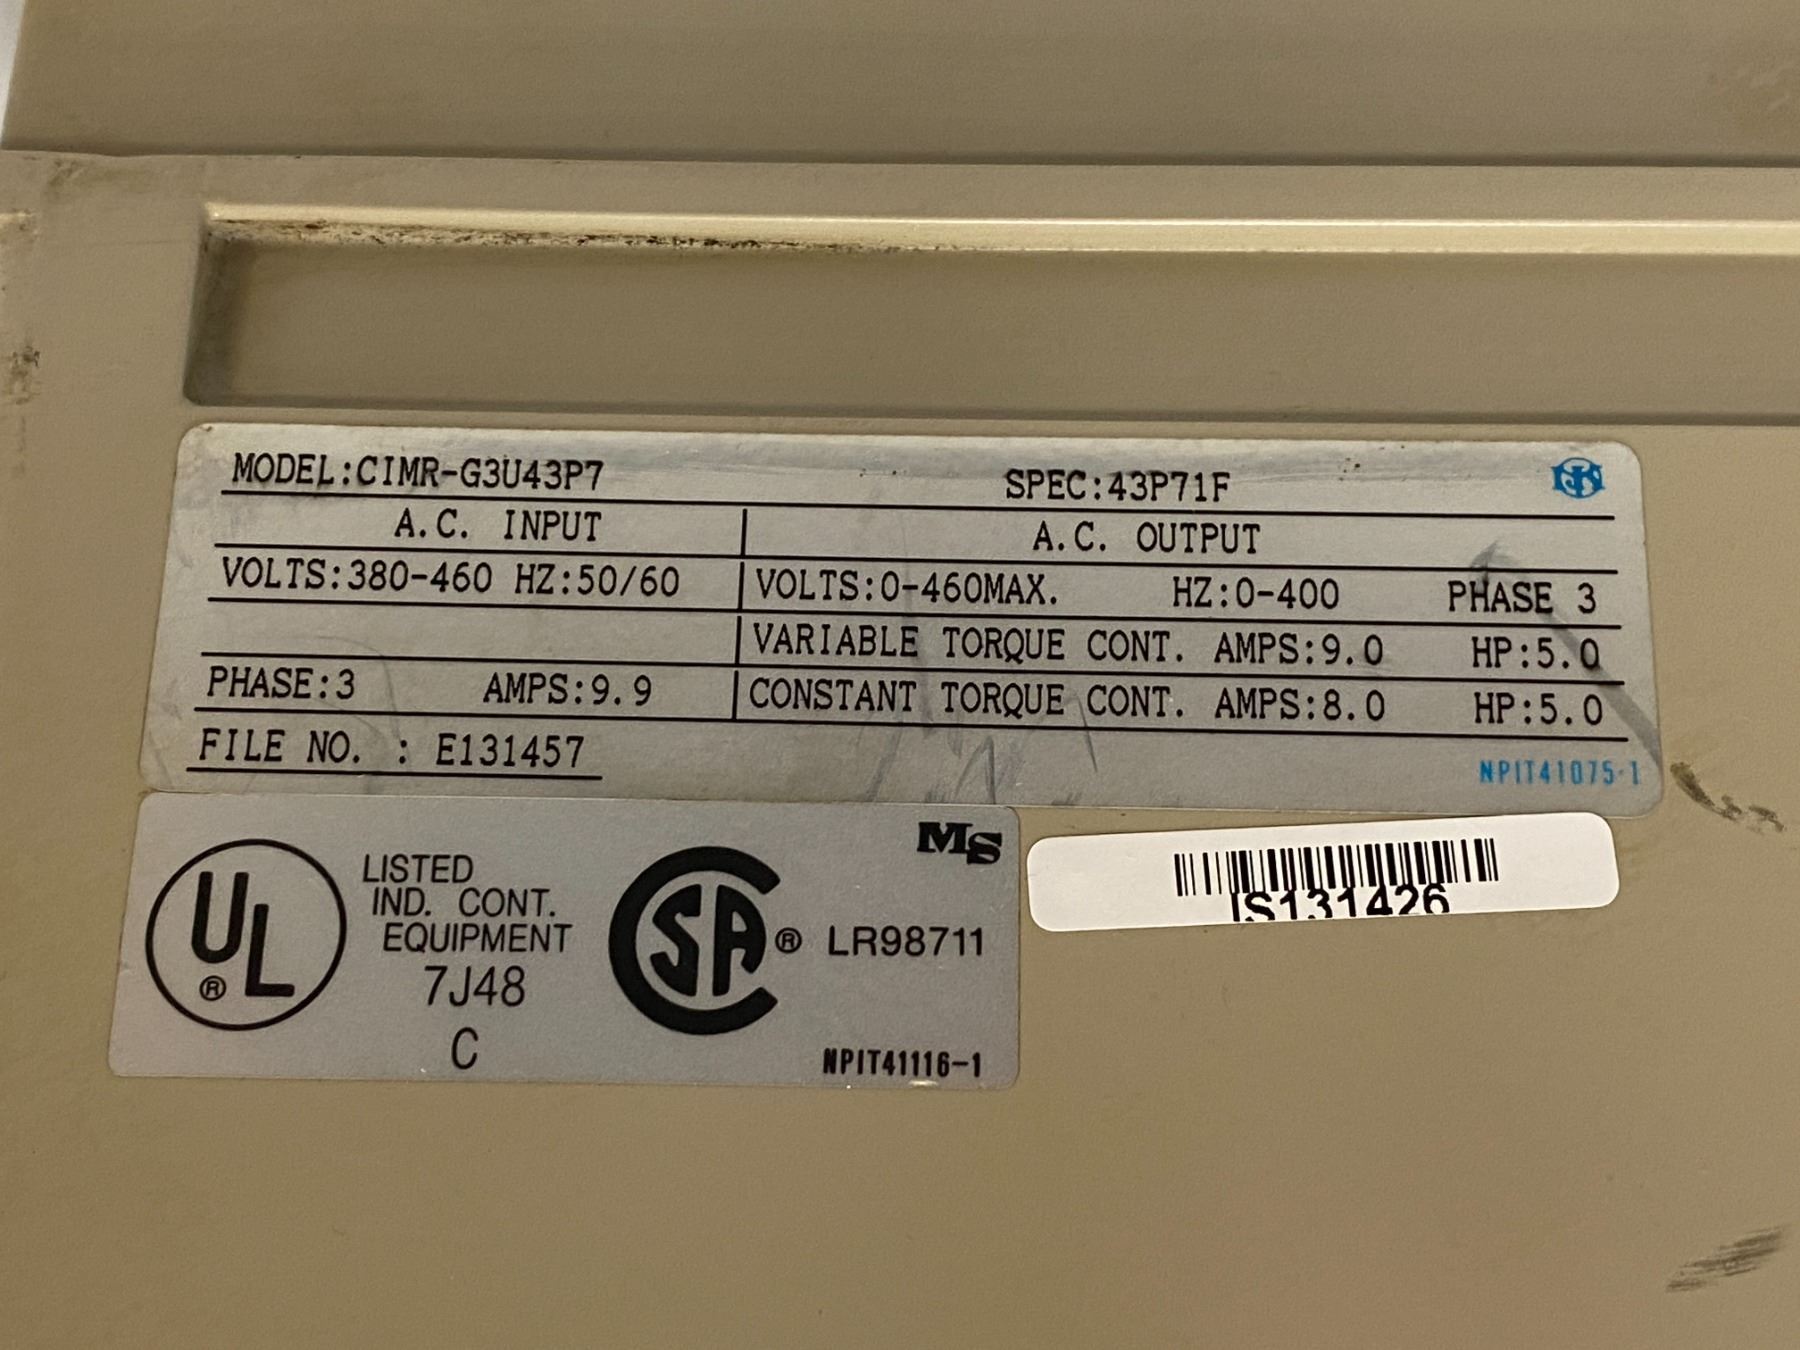 MODEL:CIMR-G3U43P7 SPEC:43P71F
A.C. INPUT A.C. OUTPUT
VOLTS:380-460 HZ:50/60 VOLTS:0-460MAX. HZ:0-400 PHASE 3
VARIABLE TORQUE CONT. AMPS:9.0 HP:5.0
PHASE:3 AMPS:9.9 CONSTANT TORQUE CONT. AMPS:8.0 HP:5.0
FILE NO. : E131457
NPIT41075-1
MS
UL ®
LISTED
IND. CONT.
EQUIPMENT
7J48
C
CSA ® LR98711
NPIT41116-1
IS131426